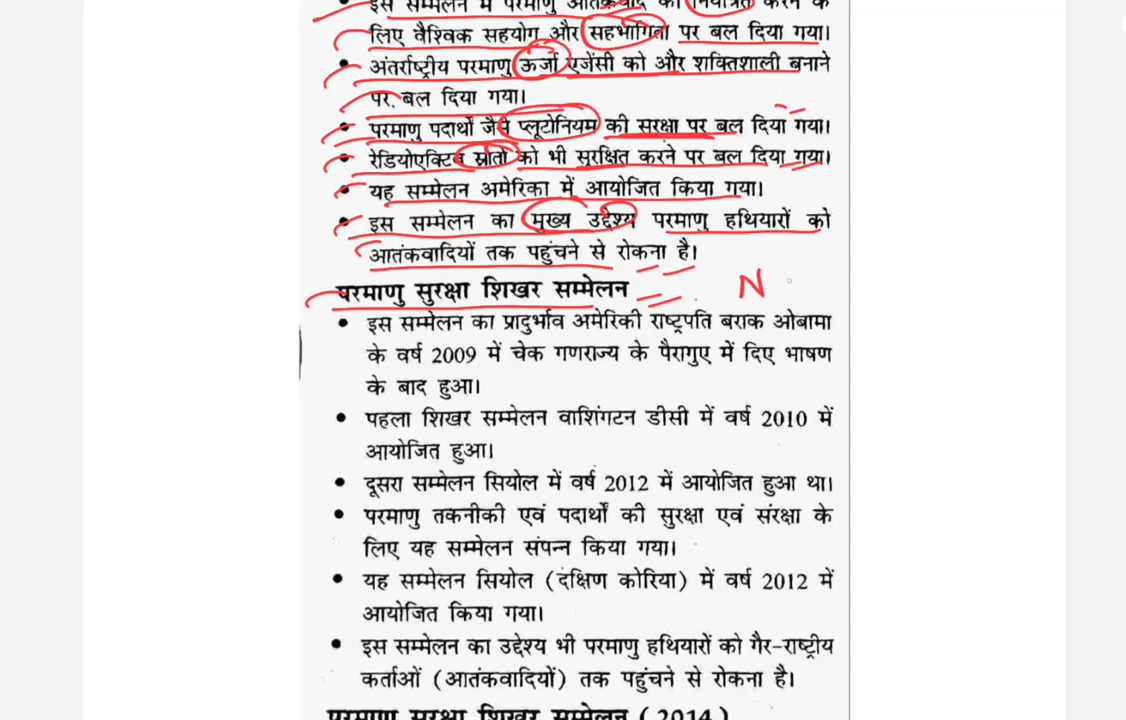 इस सम्मेलन में परमाणु आतंकवाद को नियंत्रित करने के
लिए वैश्विक सहयोग और सहभागिता पर बल दिया गया।
अंतर्राष्ट्रीय परमाणु ऊर्जा एजेंसी को और शक्तिशाली बनाने
पर बल दिया गया।
परमाणु पदार्थों जैसे प्लूटोनियम की सुरक्षा पर बल दिया गया।
रेडियोएक्टिव स्रोतों को भी सुरक्षित करने पर बल दिया गया।
यह सम्मेलन अमेरिका में आयोजित किया गया।
इस सम्मेलन का मुख्य उद्देश्य परमाणु हथियारों को
आतंकवादियों तक पहुंचने से रोकना है।
परमाणु सुरक्षा शिखर सम्मेलन N
इस सम्मेलन का प्रादुर्भाव अमेरिकी राष्ट्रपति बराक ओबामा
के वर्ष 2009 में चेक गणराज्य के पैरागुए में दिए भाषण
के बाद हुआ।
पहला शिखर सम्मेलन वाशिंगटन डीसी में वर्ष 2010 में
आयोजित हुआ।
दूसरा सम्मेलन सियोल में वर्ष 2012 में आयोजित हुआ था।
परमाणु तकनीकी एवं पदार्थों की सुरक्षा एवं संरक्षा के
लिए यह सम्मेलन संपन्न किया गया।
यह सम्मेलन सियोल (दक्षिण कोरिया) में वर्ष 2012 में
आयोजित किया गया।
इस सम्मेलन का उद्देश्य भी परमाणु हथियारों को गैर-राष्ट्रीय
कर्ताओं (आतंकवादियों) तक पहुंचने से रोकना है।
परमाणु सुरक्षा शिखर सम्मेलन (2014)